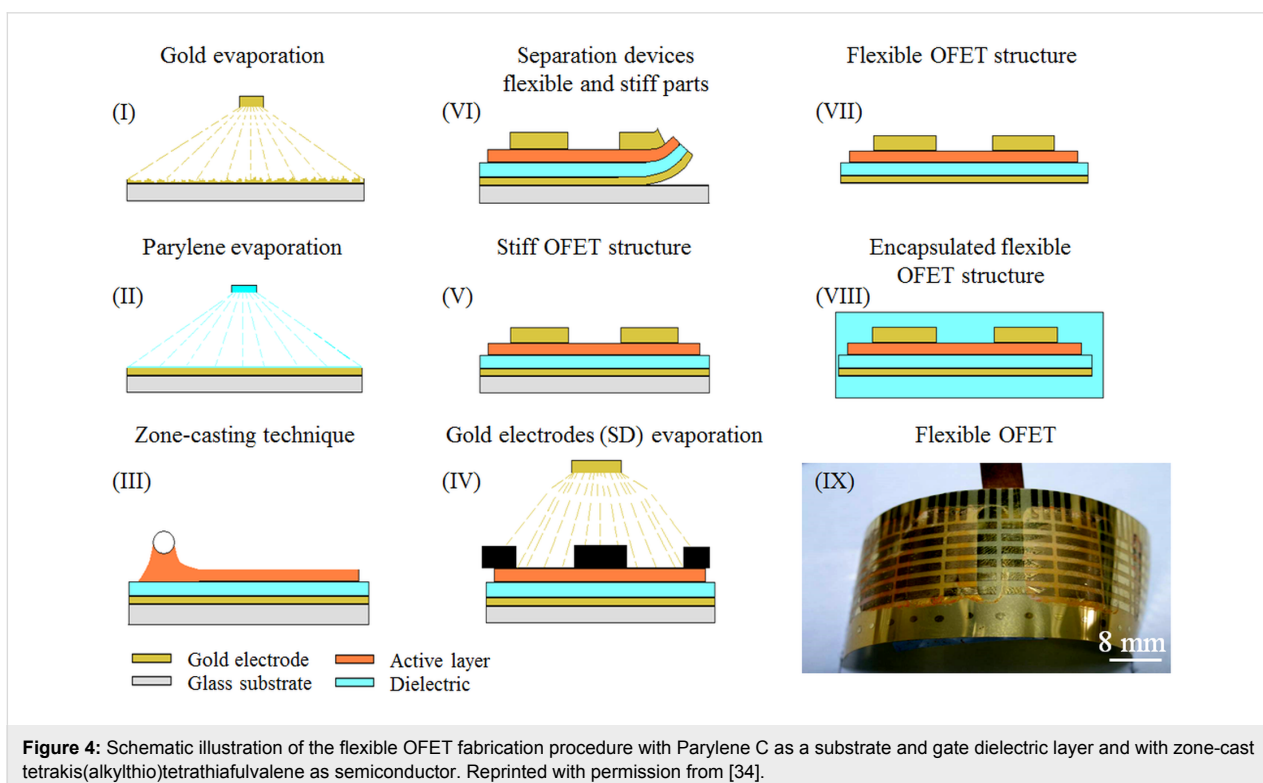 Gold evaporation
(I)
Separation devices
flexible and stiff parts
(VI)
Flexible OFET structure
(VII)
Parylene evaporation
(II)
Stiff OFET structure
(V)
Encapsulated flexible
OFET structure
(VIII)
Zone-casting technique
(III)
Gold electrodes (SD) evaporation
(IV)
Flexible OFET
(IX)
8 mm
Gold electrode
Active layer
Glass substrate
Dielectric
Figure 4: Schematic illustration of the flexible OFET fabrication procedure with Parylene C as a substrate and gate dielectric layer and with zone-cast
tetrakis(alkylthio)tetrathiafulvalene as semiconductor. Reprinted with permission from [34].